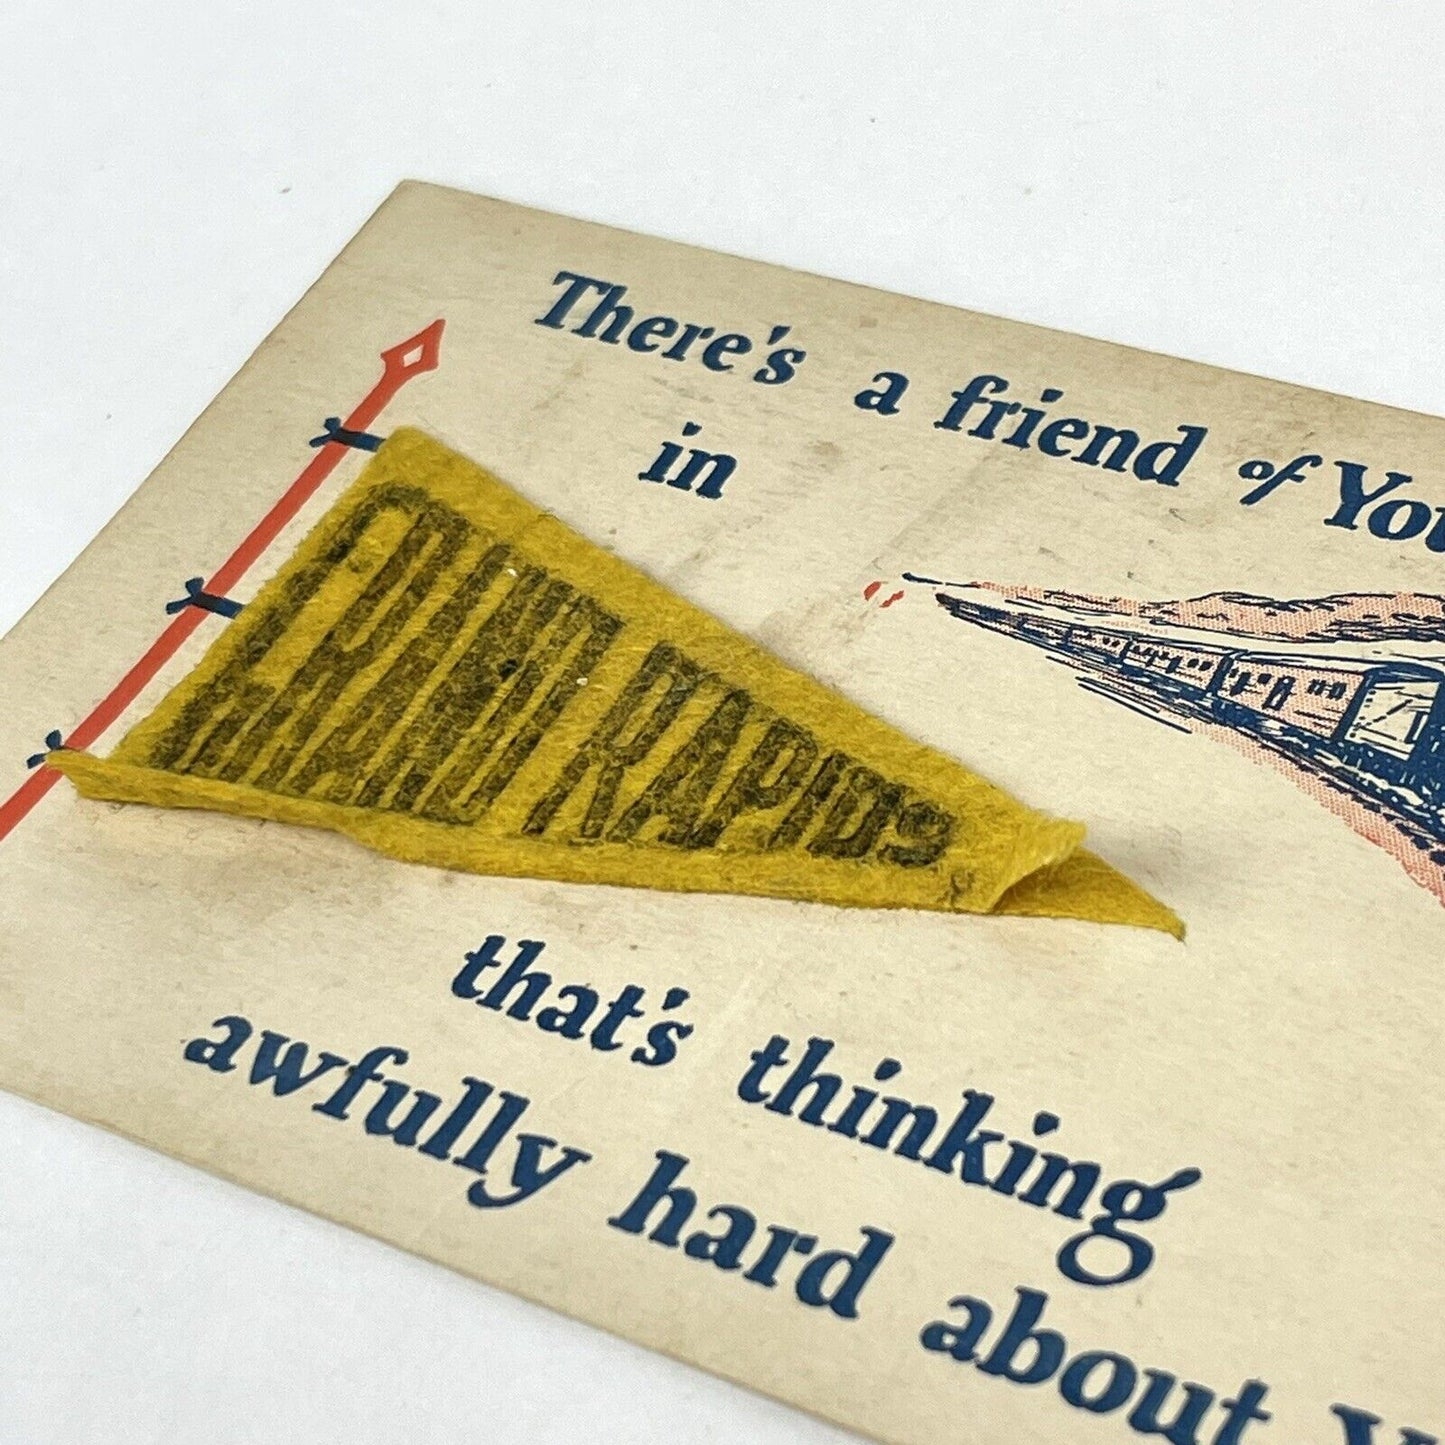 There's a friend of You
in
GRAND RAPIDS
that's thinking
awfully hard about